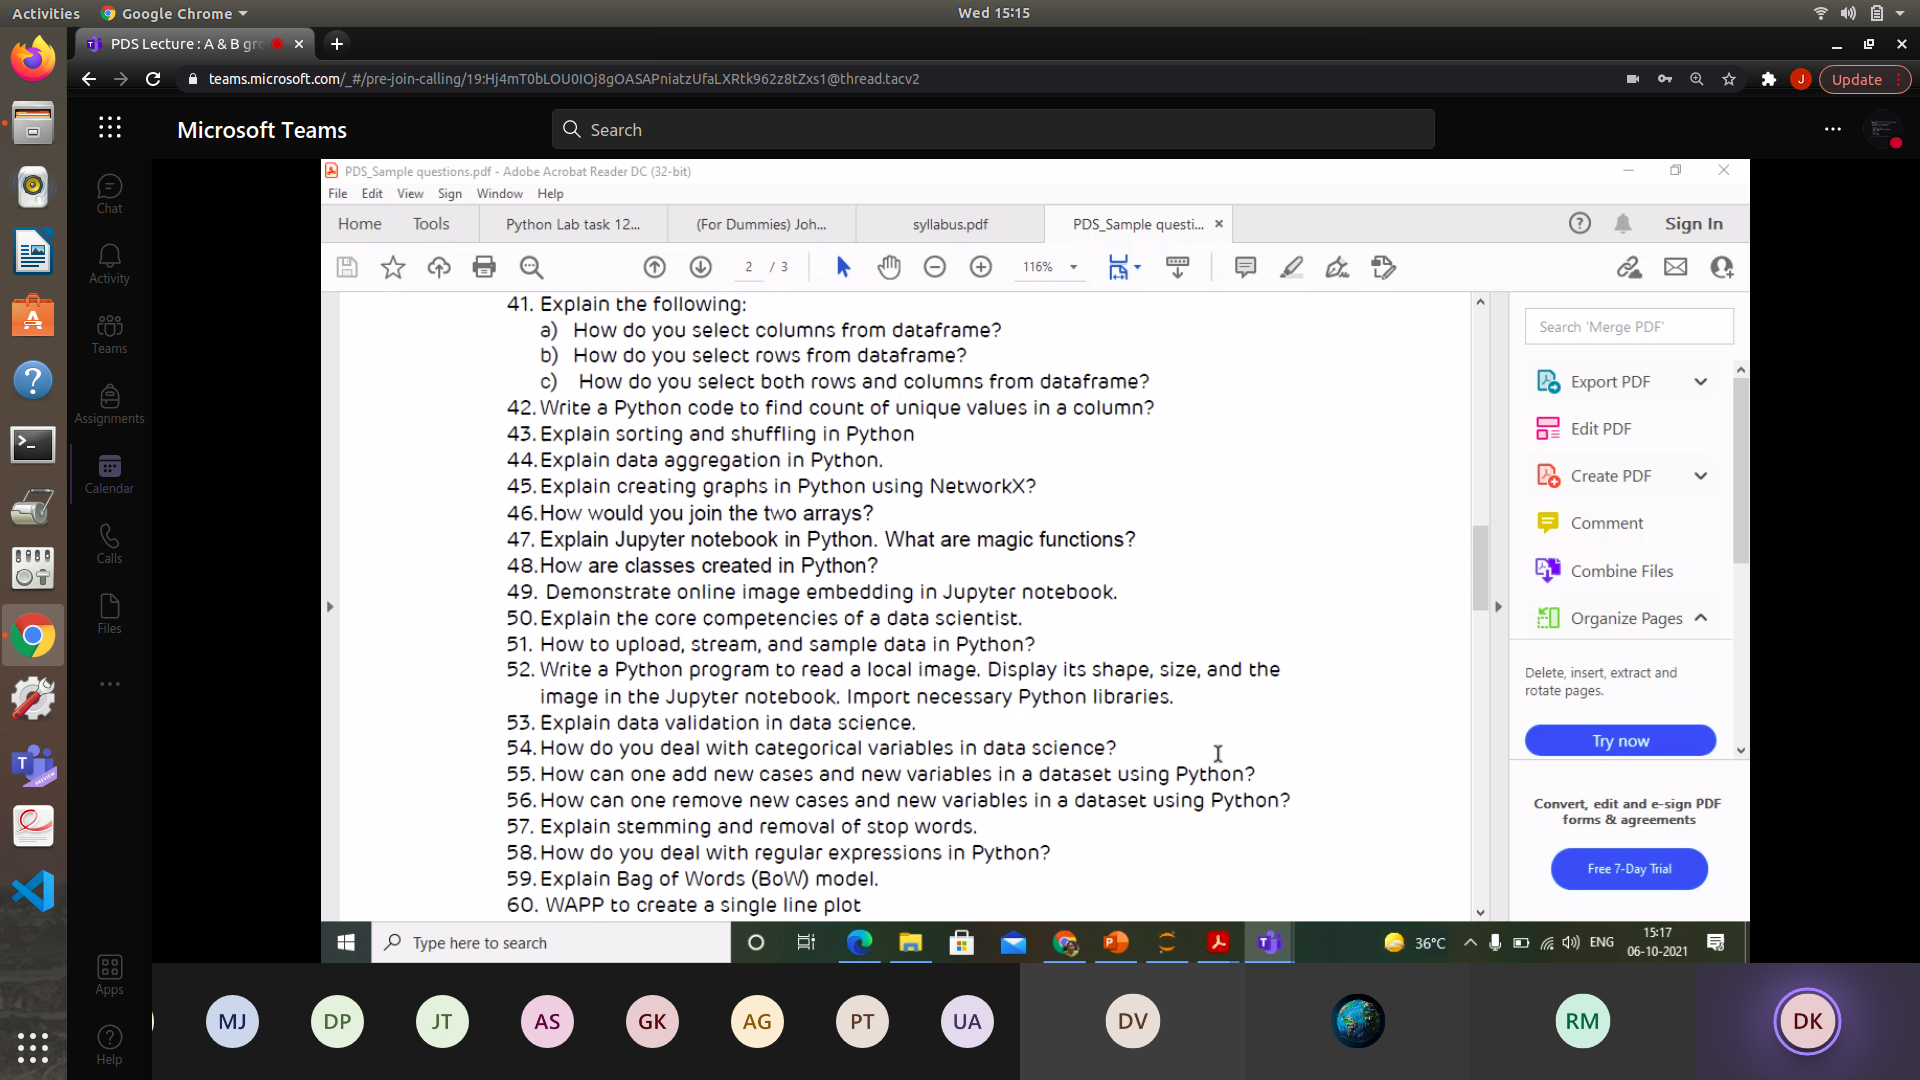 Activities
Google Chrome
Wed 15:15
PDS Lecture : A & B gr
teams.microsoft.com/_#/pre-join-calling/19:Hj4mT0bLOU0IOj8gOASAPniatzUfaLXRtk962z8tZxs1@thread.tacv2
J
Update
Microsoft Teams
Search
Chat
Activity
Teams
Assignments
Calendar
Calls
Files
Apps
Help
PDS_Sample questions.pdf - Adobe Acrobat Reader DC (32-bit)
File Edit View Sign Window Help
Home Tools Python Lab task 12... (For Dummies) Joh... syllabus.pdf PDS_Sample questi... Sign In
2 / 3 116%
41. Explain the following:
a) How do you select columns from dataframe?
b) How do you select rows from dataframe?
c) How do you select both rows and columns from dataframe?
42. Write a Python code to find count of unique values in a column?
43. Explain sorting and shuffling in Python
44. Explain data aggregation in Python.
45. Explain creating graphs in Python using NetworkX?
46. How would you join the two arrays?
47. Explain Jupyter notebook in Python. What are magic functions?
48. How are classes created in Python?
49. Demonstrate online image embedding in Jupyter notebook.
50. Explain the core competencies of a data scientist.
51. How to upload, stream, and sample data in Python?
52. Write a Python program to read a local image. Display its shape, size, and the
image in the Jupyter notebook. Import necessary Python libraries.
53. Explain data validation in data science.
54. How do you deal with categorical variables in data science?
55. How can one add new cases and new variables in a dataset using Python?
56. How can one remove new cases and new variables in a dataset using Python?
57. Explain stemming and removal of stop words.
58. How do you deal with regular expressions in Python?
59. Explain Bag of Words (BoW) model.
60. WAPP to create a single line plot
Search 'Merge PDF'
Export PDF
Edit PDF
Create PDF
Comment
Combine Files
Organize Pages
Delete, insert, extract and
rotate pages.
Try now
Convert, edit and e-sign PDF
forms & agreements
Free 7-Day Trial
Type here to search
36°C
ENG
15:17
06-10-2021
MJ DP JT AS GK AG PT UA DV RM DK